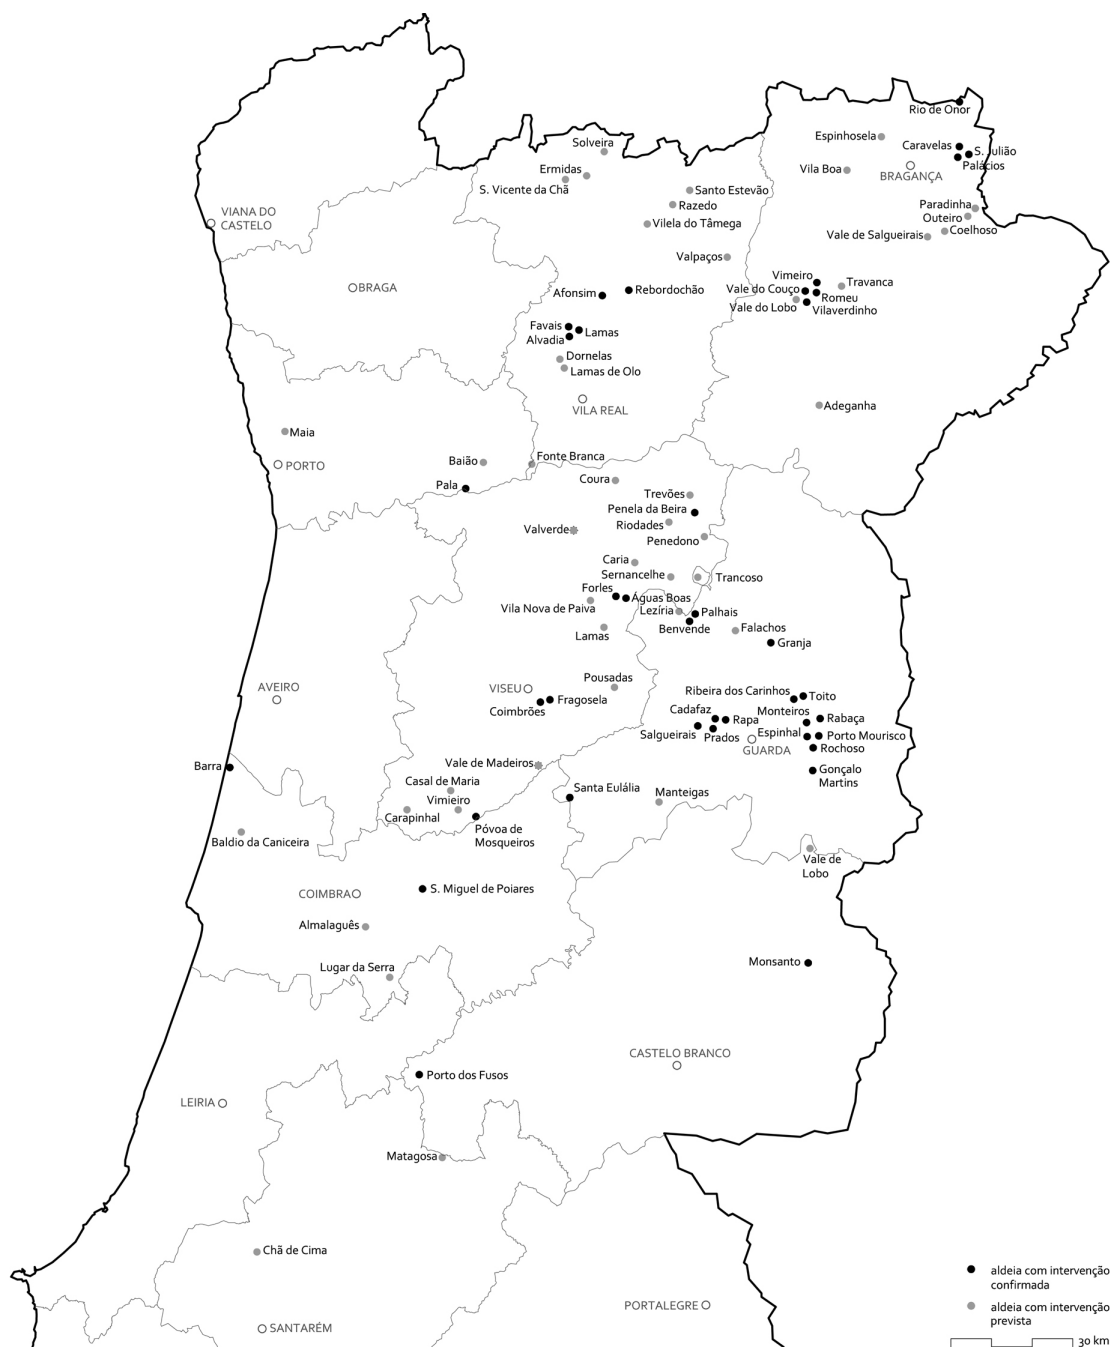 Rio de Onor
Espinhosela
Caravelas
S. Julião
Palácios
Vila Boa
BRAGANÇA
Solveira
Ermidas
S. Vicente da Chã
Santo Estevão
Razedo
Vilela do Tâmega
Paradinha
Outeiro
Coelhoso
Vale de Salgueirais
VIANA DO
CASTELO
Valpaços
Vimeiro
Travanca
Vale do Couço
Romeu
Vale do Lobo
Vilaverdinho
BRAGA
Afonsim
Rebordochão
Favais
Lamas
Alvadia
Dornelas
Lamas de Olo
VILA REAL
Adeganha
Maia
PORTO
Baião
Fonte Branca
Pala
Coura
Trevões
Penela da Beira
Riodades
Valverde
Penedono
Caria
Sernancelhe
Trancoso
Forles
Águas Boas
Vila Nova de Paiva
Lezíria
Palhais
Benvende
Falachos
Lamas
Granja
AVEIRO
VISEU
Pousadas
Fragosela
Coimbrões
Ribeira dos Carinhos
Toito
Cadafaz
Rapa
Monteiros
Rabaça
Salgueirais
Prados
Espinhal
Porto Mourisco
Rochoso
GUARDA
Gonçalo
Martins
Barra
Vale de Madeiros
Casal de Maria
Vimieiro
Carapinhal
Póvoa de
Mosqueiros
Santa Eulália
Manteigas
Baldio da Caniceira
Vale de
Lobo
COIMBRA
S. Miguel de Poiares
Almalaguês
Lugar da Serra
Monsanto
CASTELO BRANCO
Porto dos Fusos
LEIRIA
Matagosa
Chã de Cima
SANTARÉM
PORTALEGRE
aldeia com intervenção
confirmada
aldeia com intervenção
prevista
30 km